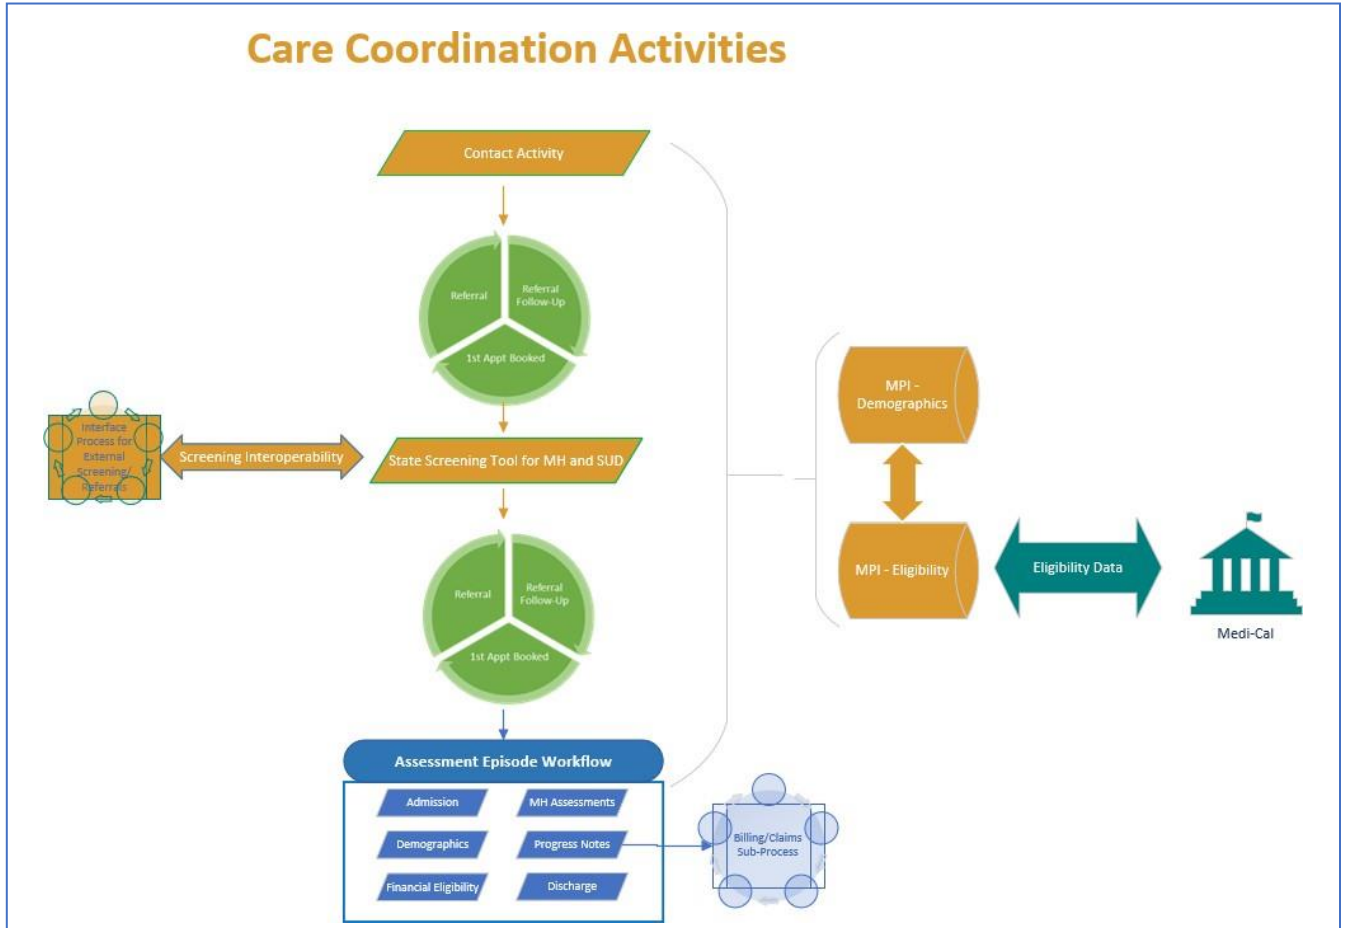 Care Coordination Activities
Contact Activity
Referral
Referral
Follow-Up
1st Appt Booked
Interface
Process for
External
Screening/
Referrals
Screening Interoperability
State Screening Tool for MH and SUD
Referral
Referral
Follow-Up
1st Appt Booked
MPI -
Demographics
MPI - Eligibility
Eligibility Data
Medi-Cal
Assessment Episode Workflow
Admission
MH Assessments
Demographics
Progress Notes
Financial Eligibility
Discharge
Billing/Claims
Sub-Process